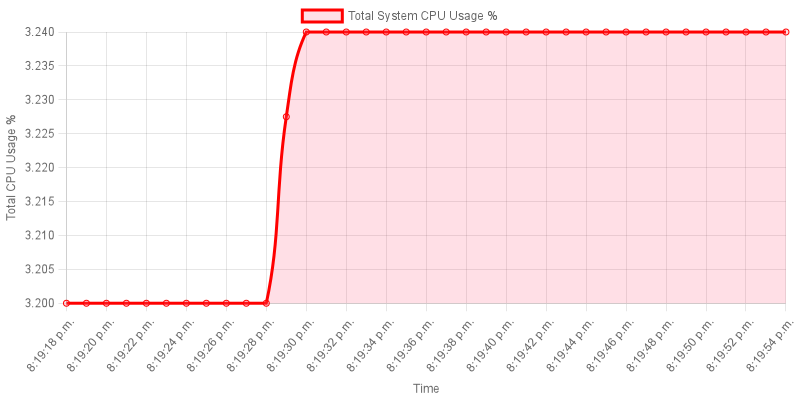 Total System CPU Usage %
Total CPU Usage %
3.240
3.235
3.230
3.225
3.220
3.215
3.210
3.205
3.200
8:19:18 p.m.
8:19:20 p.m.
8:19:22 p.m.
8:19:24 p.m.
8:19:26 p.m.
8:19:28 p.m.
8:19:30 p.m.
8:19:32 p.m.
8:19:34 p.m.
8:19:36 p.m.
8:19:38 p.m.
8:19:40 p.m.
8:19:42 p.m.
8:19:44 p.m.
8:19:46 p.m.
8:19:48 p.m.
8:19:50 p.m.
8:19:52 p.m.
8:19:54 p.m.
Time